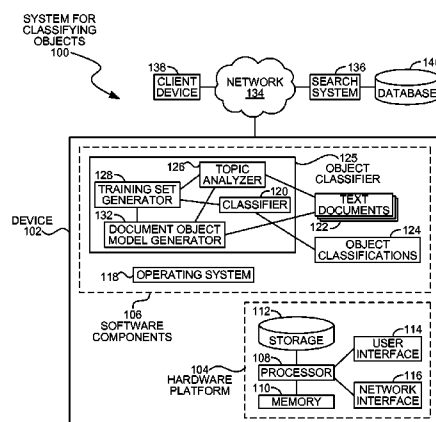 SYSTEM FOR
CLASSIFYING
OBJECTS
100
138
CLIENT
DEVICE
NETWORK
134
136
SEARCH
SYSTEM
140
DATABASE
DEVICE
102
125
OBJECT
CLASSIFIER
126
TOPIC
ANALYZER
128
TRAINING SET
GENERATOR
120
CLASSIFIER
132
DOCUMENT OBJECT
MODEL GENERATOR
TEXT
DOCUMENTS
122
124
OBJECT
CLASSIFICATIONS
118
OPERATING SYSTEM
106
SOFTWARE
COMPONENTS
112
STORAGE
114
USER
INTERFACE
104
HARDWARE
PLATFORM
108
PROCESSOR
110
MEMORY
116
NETWORK
INTERFACE